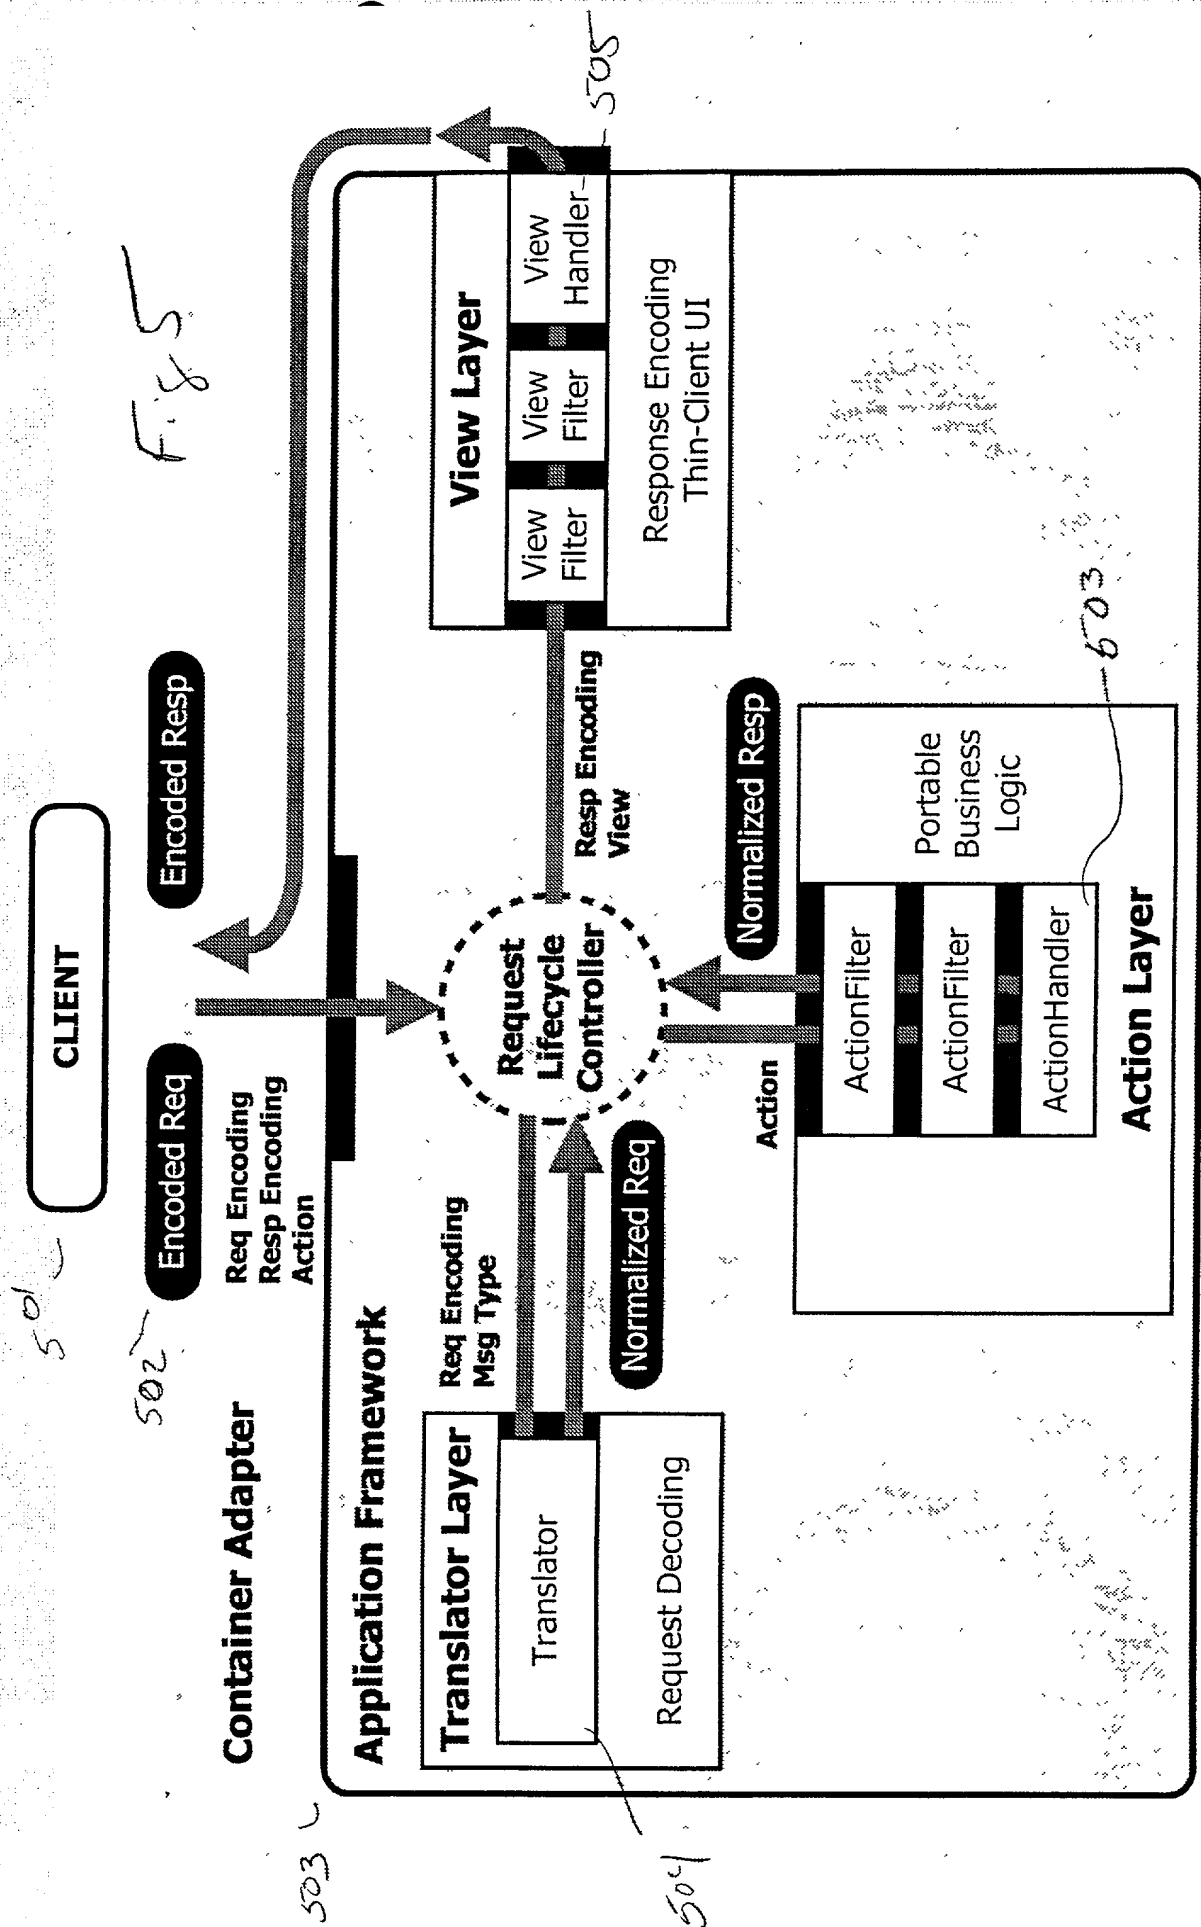 Fig 5
501
CLIENT
502
Encoded Req
Encoded Resp
Container Adapter
Req Encoding
Resp Encoding
Action
503
Application Framework
Translator Layer
Translator
Request Decoding
504
Req Encoding
Msg Type
Normalized Req
Request
Lifecycle
Controller
Resp Encoding
View
View Layer
View
Filter
View
Filter
View
Handler
505
Response Encoding
Thin-Client UI
Action
Normalized Resp
ActionFilter
ActionFilter
ActionHandler
Portable
Business
Logic
Action Layer
503